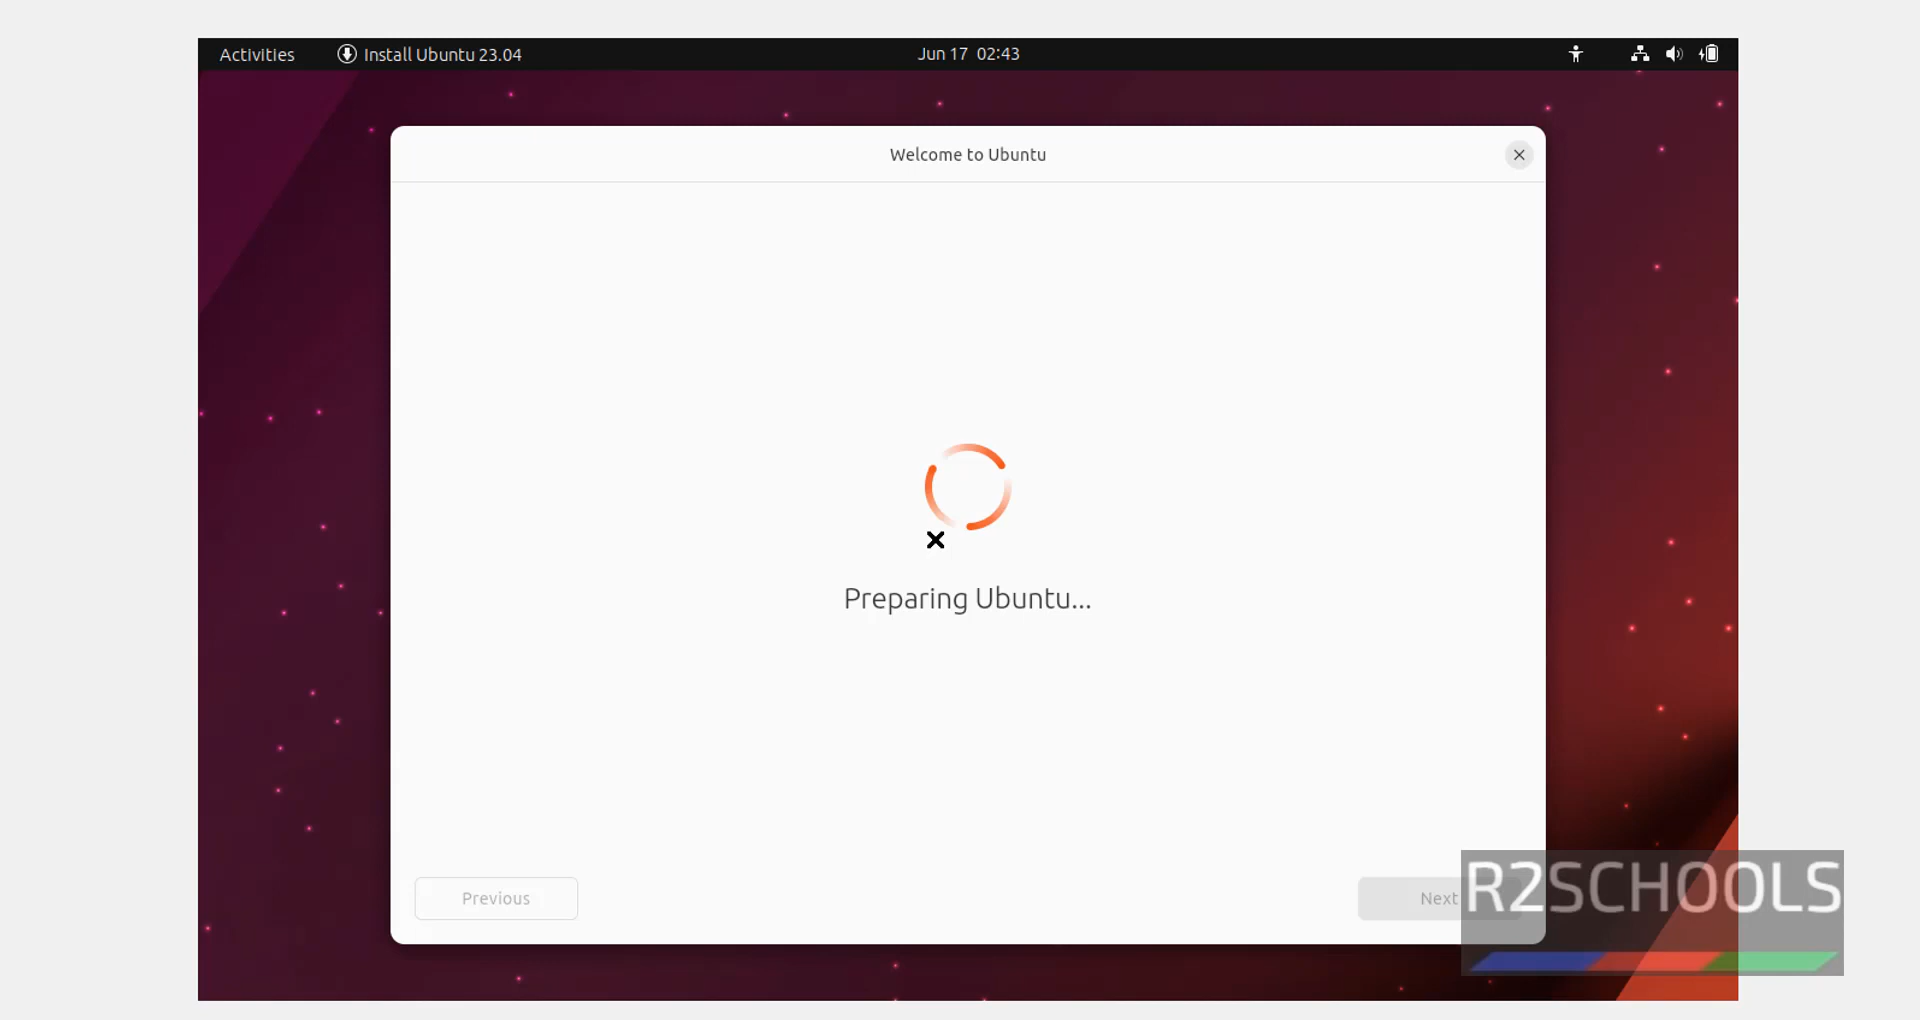 Activities Install Ubuntu 23.04 Jun 17 02:43
Welcome to Ubuntu
Preparing Ubuntu...
Previous Next
R2SCHOOLS